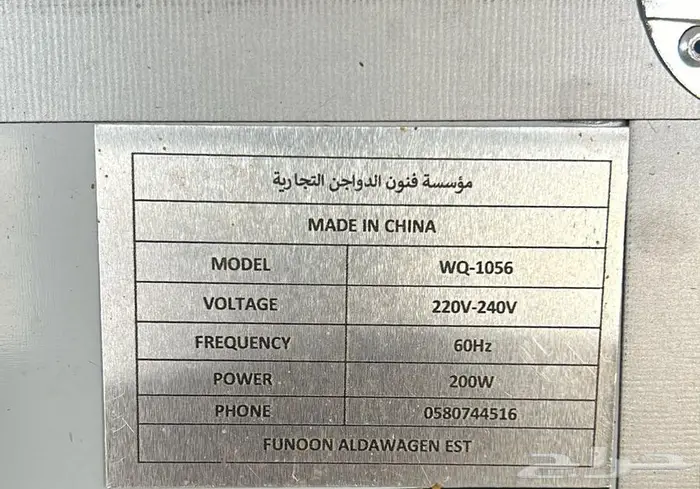 مؤسسة فنون الدواجن التجارية
MADE IN CHINA
MODEL WQ-1056
VOLTAGE 220V-240V
FREQUENCY 60Hz
POWER 200W
PHONE 0580744516
FUNOON ALDAWAGEN EST
حراج